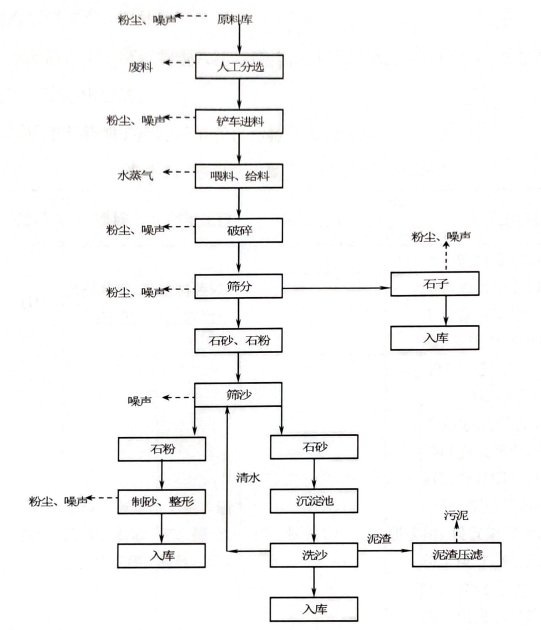 粉尘、噪声 原料库
废料 人工分选
粉尘、噪声 铲车进料
水蒸气 喂料、给料
粉尘、噪声 破碎
粉尘、噪声
粉尘、噪声 筛分 石子
石砂、石粉 入库
噪声 筛沙
石粉 石砂
清水
粉尘、噪声 制砂、整形 沉淀池
污泥
入库 洗沙 泥渣 泥渣压滤
入库